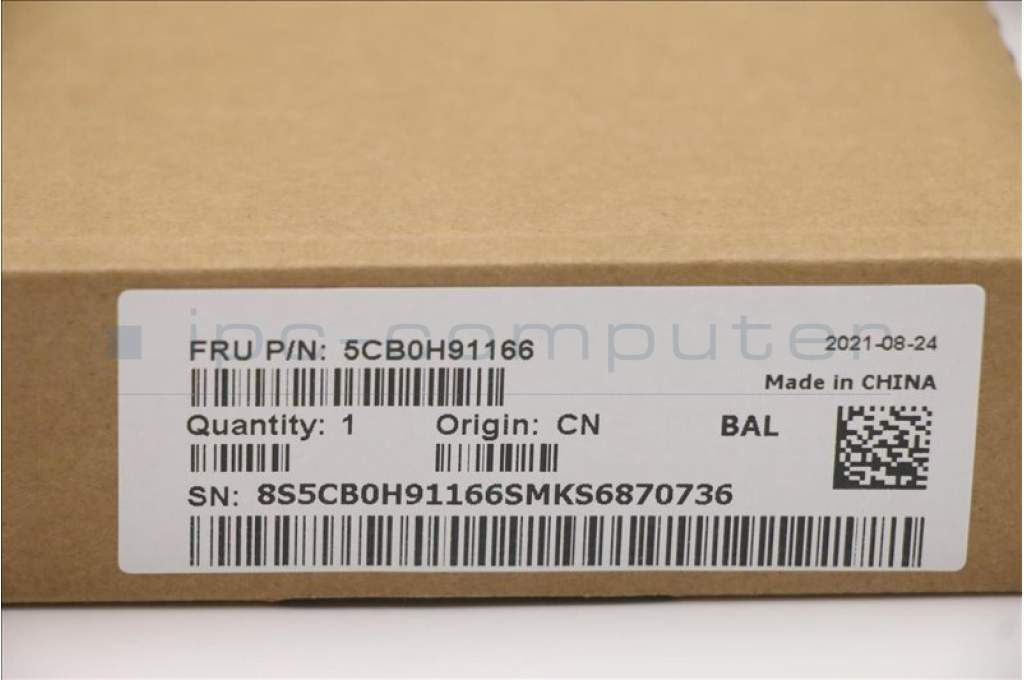 ipc-computer
FRU P/N: 5CB0H91166
2021-08-24
Made in CHINA
Quantity: 1 Origin: CN BAL
SN: 8S5CB0H91166SMKS6870736